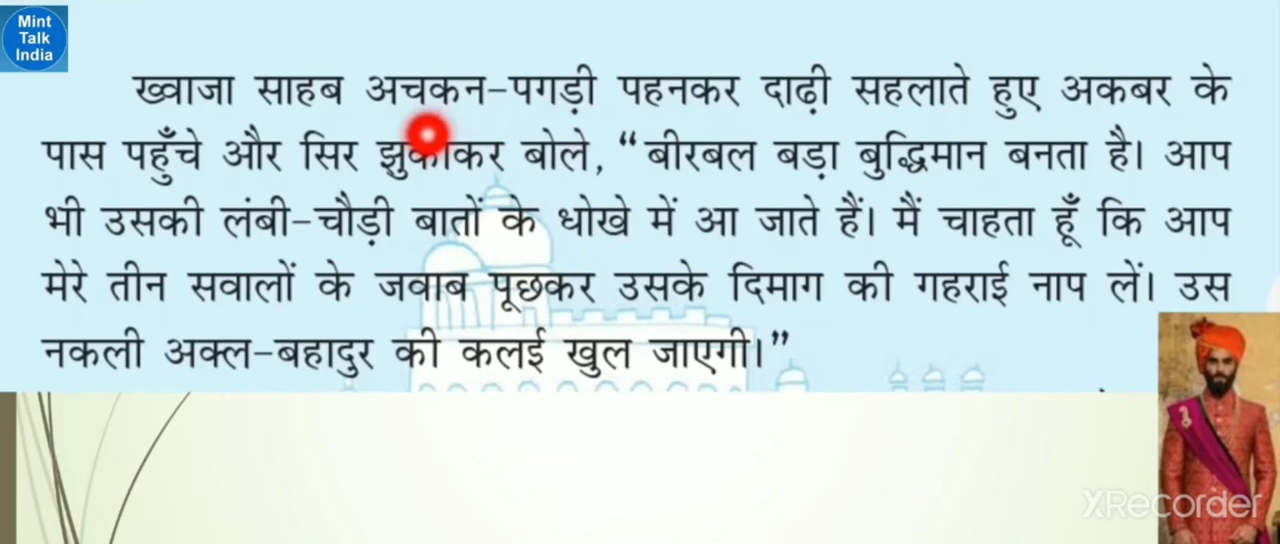 Mint
Talk
India
ख्वाजा साहब अचकन-पगड़ी पहनकर दाढ़ी सहलाते हुए अकबर के
पास पहुँचे और सिर झुकाकर बोले, “बीरबल बड़ा बुद्धिमान बनता है। आप
भी उसकी लंबी-चौड़ी बातों के धोखे में आ जाते हैं। मैं चाहता हूँ कि आप
मेरे तीन सवालों के जवाब पूछकर उसके दिमाग की गहराई नाप लें। उस
नकली अक्ल-बहादुर की कलई खुल जाएगी।”
XRecorder